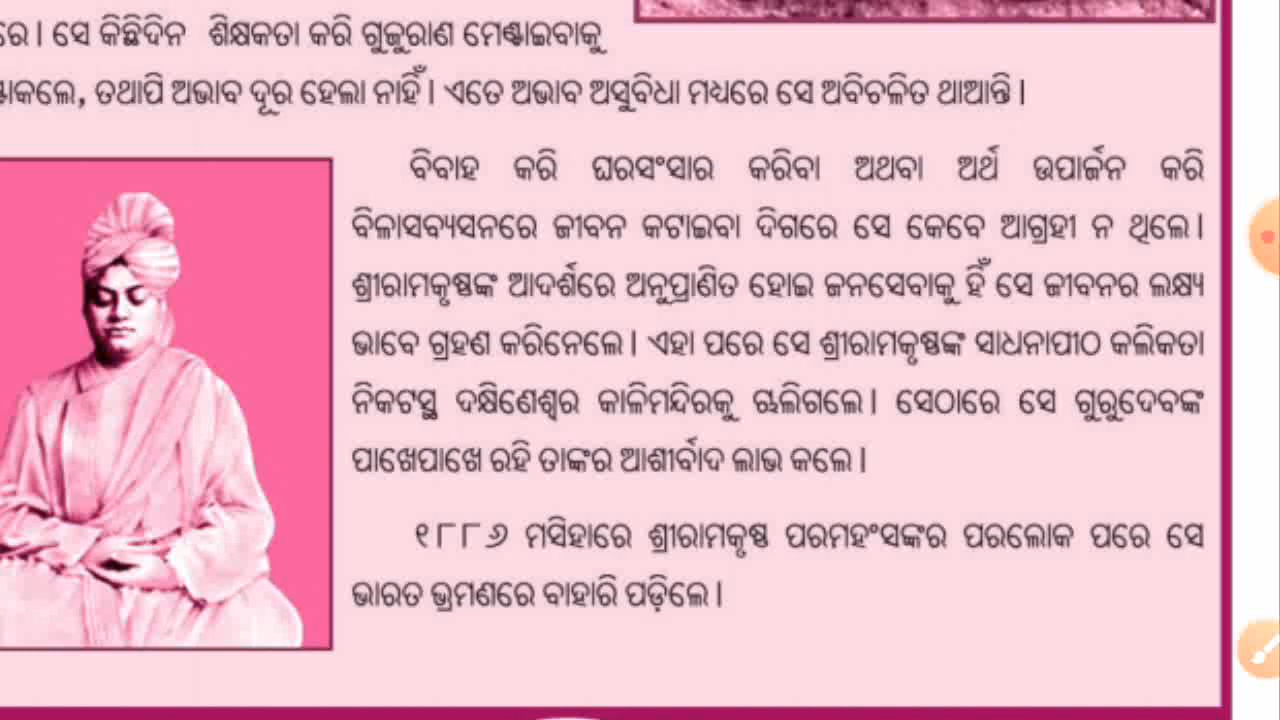 ରେ । ସେ କିଛିଦିନ ଶିକ୍ଷକତା କରି ଗୁଜୁରାଣ ମେଣ୍ଟାଇବାକୁ
ତଥାପି ଅଭାବ ଦୂର ହେଲା ନାହିଁ । ଏତେ ଅଭାବ ଅସୁବିଧା ମଧ୍ୟରେ ସେ ଅବିଚଳିତ ଥାଆନ୍ତି ।
ବିବାହ କରି ଘରସଂସାର କରିବା ଅଥବା ଅର୍ଥ ଉପାର୍ଜନ କରି
ବିଳାସବ୍ୟସନରେ ଜୀବନ କଟାଇବା ଦିଗରେ ସେ କେବେ ଆଗ୍ରହୀ ନ ଥିଲେ ।
ଶ୍ରୀରାମକୃଷ୍ଣଙ୍କ ଆଦର୍ଶରେ ଅନୁପ୍ରାଣିତ ହୋଇ ଜନସେବାକୁ ହିଁ ସେ ଜୀବନର ଲକ୍ଷ୍ୟ
ଭାବେ ଗ୍ରହଣ କରିନେଲେ । ଏହା ପରେ ସେ ଶ୍ରୀରାମକୃଷ୍ଣଙ୍କ ସାଧନାପୀଠ କଲିକତା
ନିକଟସ୍ଥ ଦକ୍ଷିଣେଶ୍ୱର କାଳିମନ୍ଦିରକୁ ଚାଲିଗଲେ । ସେଠାରେ ସେ ଗୁରୁଦେବଙ୍କ
ପାଖେପାଖେ ରହି ତାଙ୍କର ଆଶୀର୍ବାଦ ଲାଭ କଲେ ।
୧୮୮୬ ମସିହାରେ ଶ୍ରୀରାମକୃଷ୍ଣ ପରମହଂସଙ୍କର ପରଲୋକ ପରେ ସେ
ଭାରତ ଭ୍ରମଣରେ ବାହାରି ପଡ଼ିଲେ ।